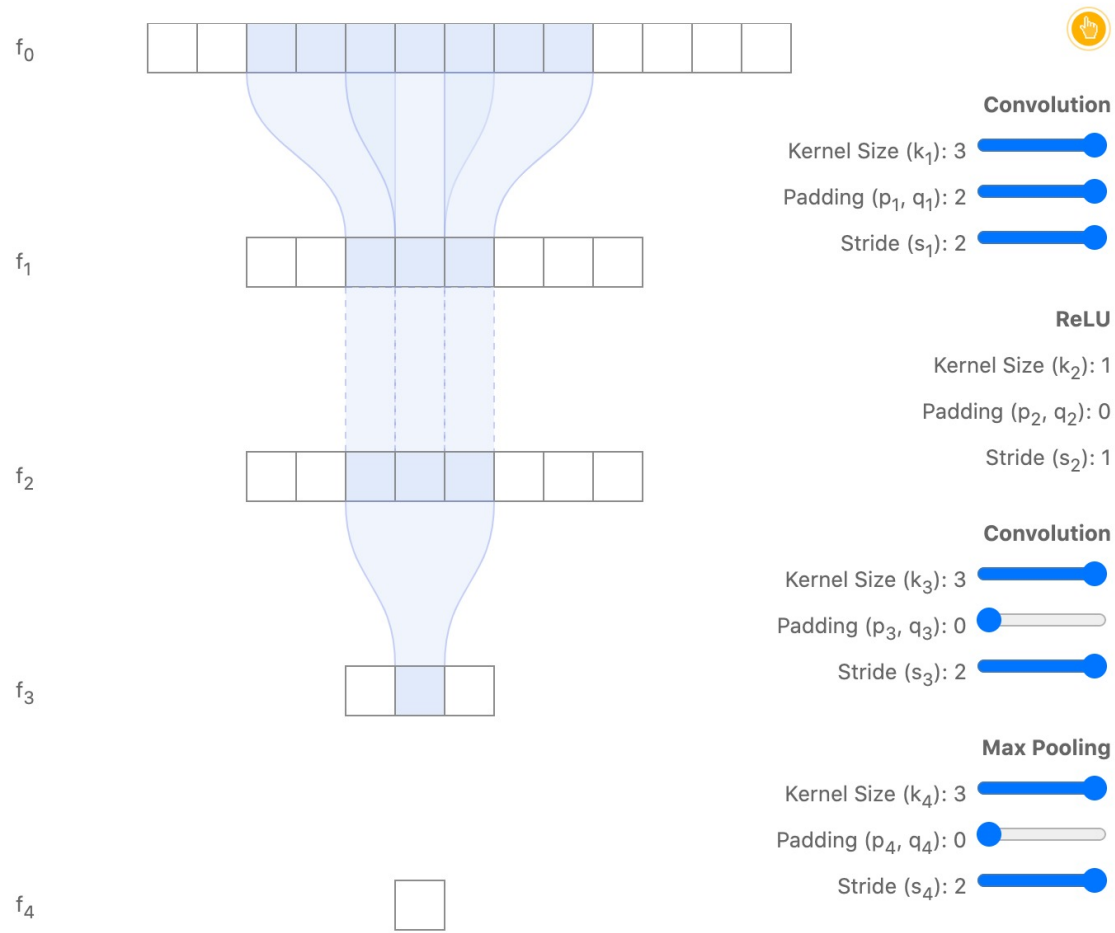 f₀
Convolution
Kernel Size (k₁): 3
Padding (p₁, q₁): 2
Stride (s₁): 2
f₁
ReLU
Kernel Size (k₂): 1
Padding (p₂, q₂): 0
Stride (s₂): 1
f₂
Convolution
Kernel Size (k₃): 3
Padding (p₃, q₃): 0
Stride (s₃): 2
f₃
Max Pooling
Kernel Size (k₄): 3
Padding (p₄, q₄): 0
Stride (s₄): 2
f₄